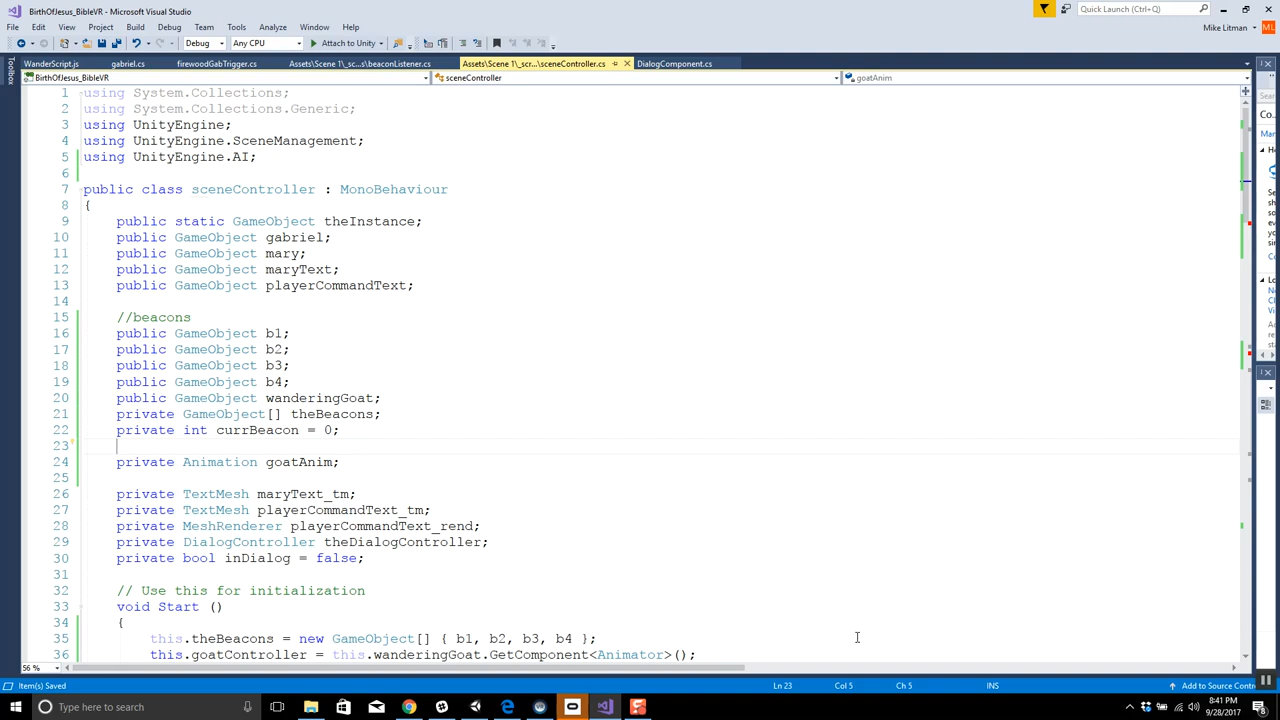 BirthOfJesus_BibleVR - Microsoft Visual Studio
Quick Launch (Ctrl+Q)
File Edit View Project Build Debug Team Tools Architecture Test Analyze Window Help
Mike Litman
ML
Debug Any CPU Attach to Unity
Toolbox
WanderScript.js gabriel.cs firewoodGabTrigger.cs Assets\Scene 1\_s...s\beaconListener.cs Assets\Scene 1\_scr...s\sceneController.cs DialogComponent.cs
BirthOfJesus_BibleVR sceneController goatAnim
1 using System.Collections;
2 using System.Collections.Generic;
3 using UnityEngine;
4 using UnityEngine.SceneManagement;
5 using UnityEngine.AI;
6
7 public class sceneController : MonoBehaviour
8 {
9 public static GameObject theInstance;
10 public GameObject gabriel;
11 public GameObject mary;
12 public GameObject maryText;
13 public GameObject playerCommandText;
14
15 //beacons
16 public GameObject b1;
17 public GameObject b2;
18 public GameObject b3;
19 public GameObject b4;
20 public GameObject wanderingGoat;
21 private GameObject[] theBeacons;
22 private int currBeacon = 0;
23
24 private Animation goatAnim;
25
26 private TextMesh maryText_tm;
27 private TextMesh playerCommandText_tm;
28 private MeshRenderer playerCommandText_rend;
29 private DialogController theDialogController;
30 private bool inDialog = false;
31
32 // Use this for initialization
33 void Start ()
34 {
35 this.theBeacons = new GameObject[] { b1, b2, b3, b4 };
36 this.goatController = this.wanderingGoat.GetComponent<Animator>();
56 %
Item(s) Saved Ln 23 Col 5 Ch 5 INS Add to Source Contr
Type here to search
8:41 PM
9/28/2017